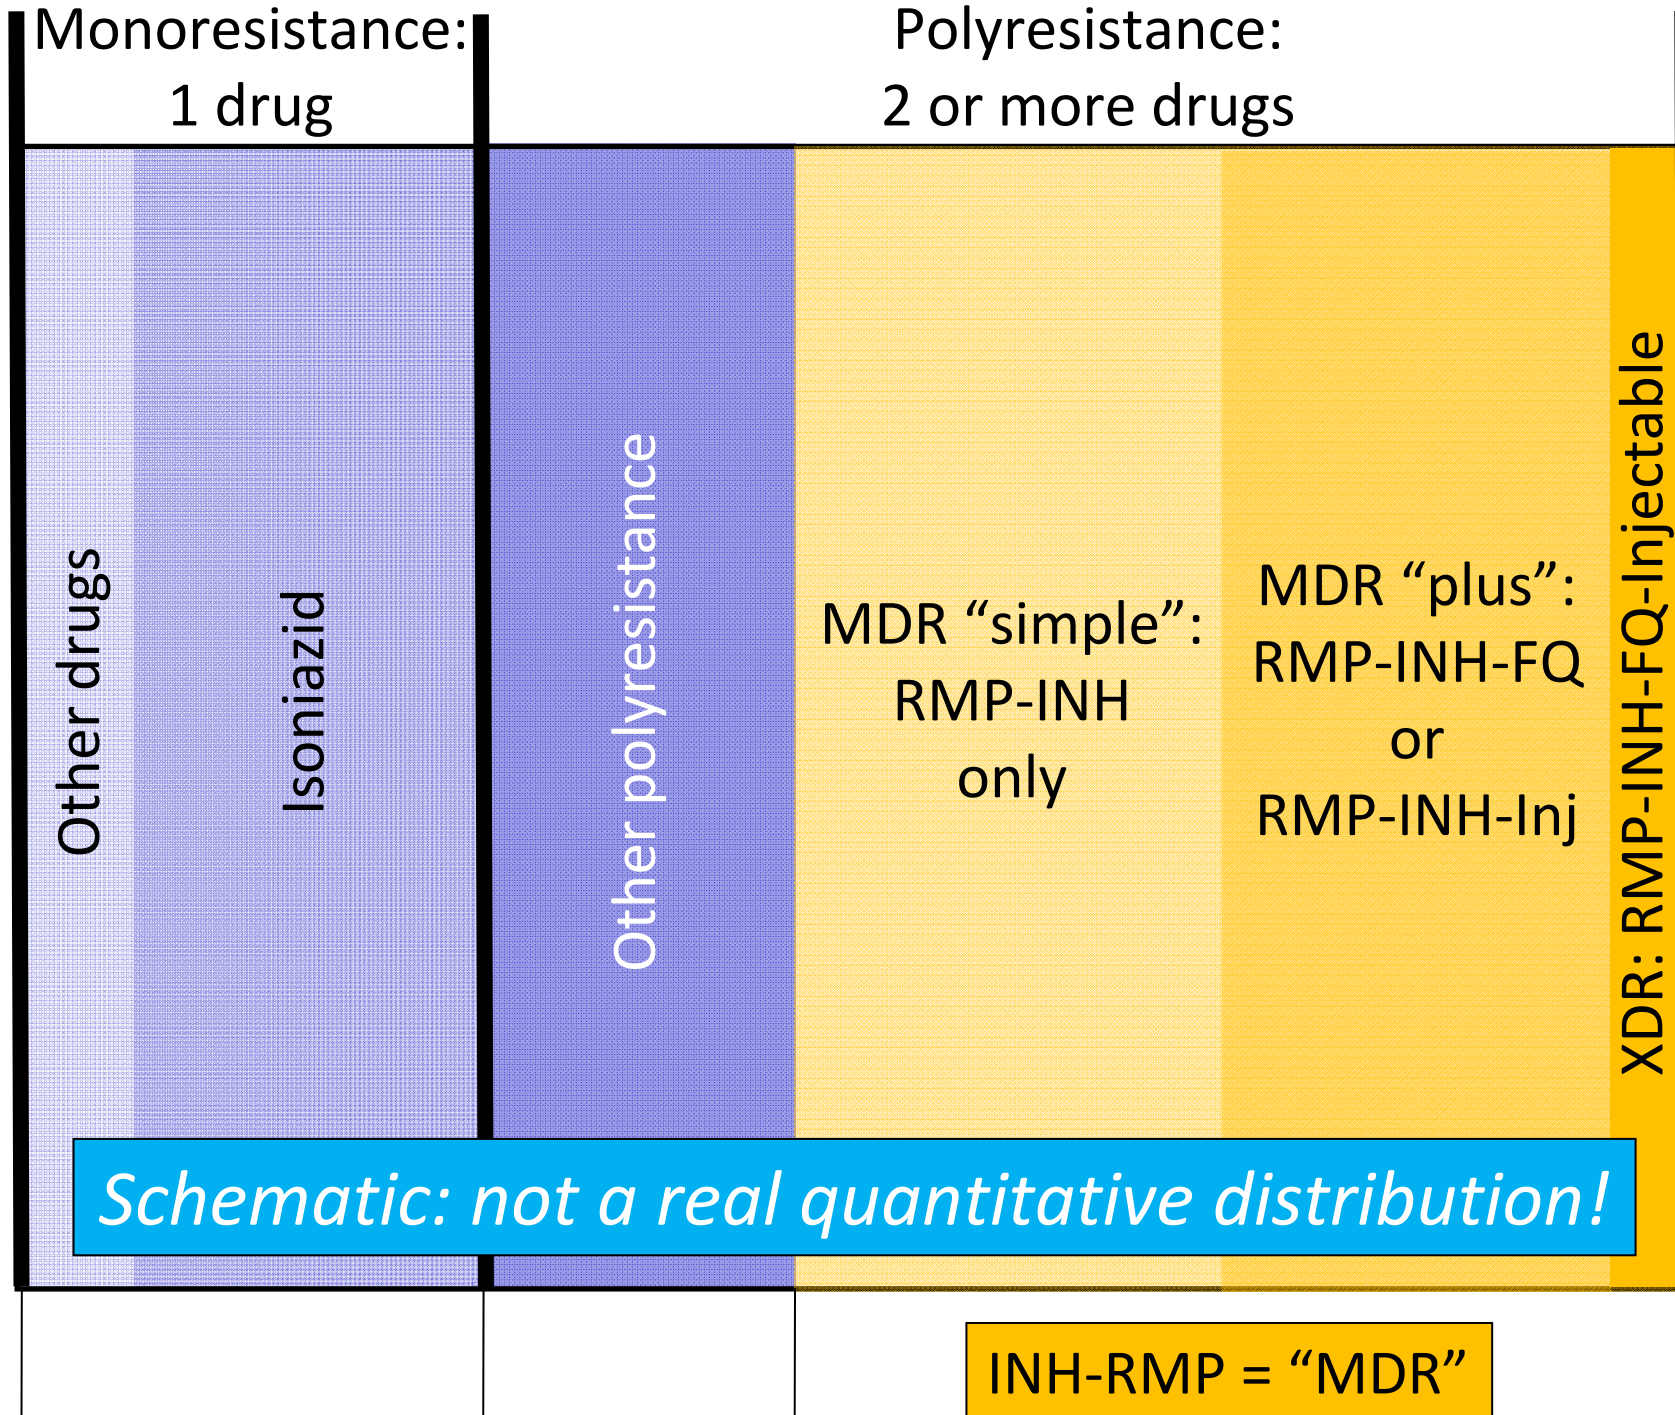 Monoresistance:
1 drug
Polyresistance:
2 or more drugs
Other drugs
Isoniazid
Other polyresistance
MDR “simple”:
RMP-INH
only
MDR “plus”:
RMP-INH-FQ
or
RMP-INH-Inj
XDR: RMP-INH-FQ-Injectable
Schematic: not a real quantitative distribution!
INH-RMP = “MDR”